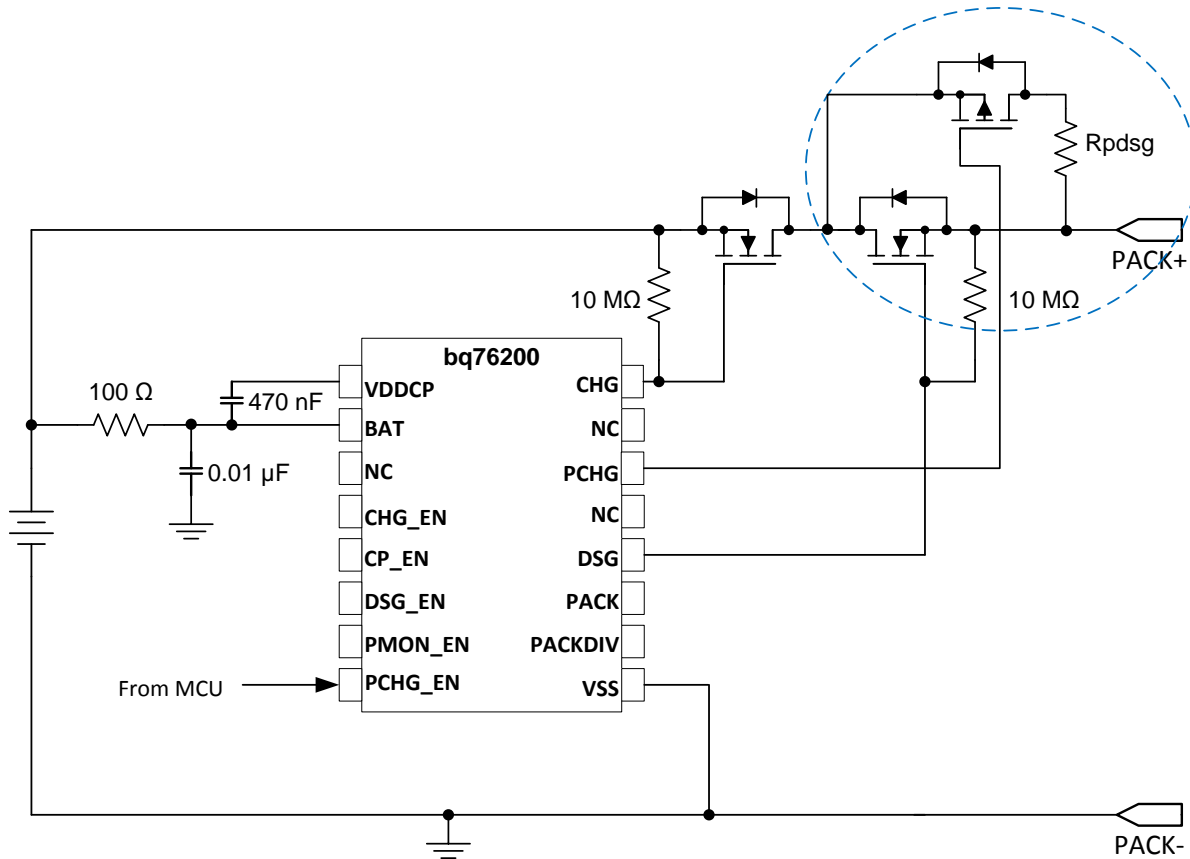 Rpdsg
PACK+
10 MΩ
10 MΩ
bq76200
100 Ω
470 nF
0.01 µF
VDDCP
BAT
NC
CHG_EN
CP_EN
DSG_EN
PMON_EN
PCHG_EN
CHG
NC
PCHG
NC
DSG
PACK
PACKDIV
VSS
From MCU
PACK-